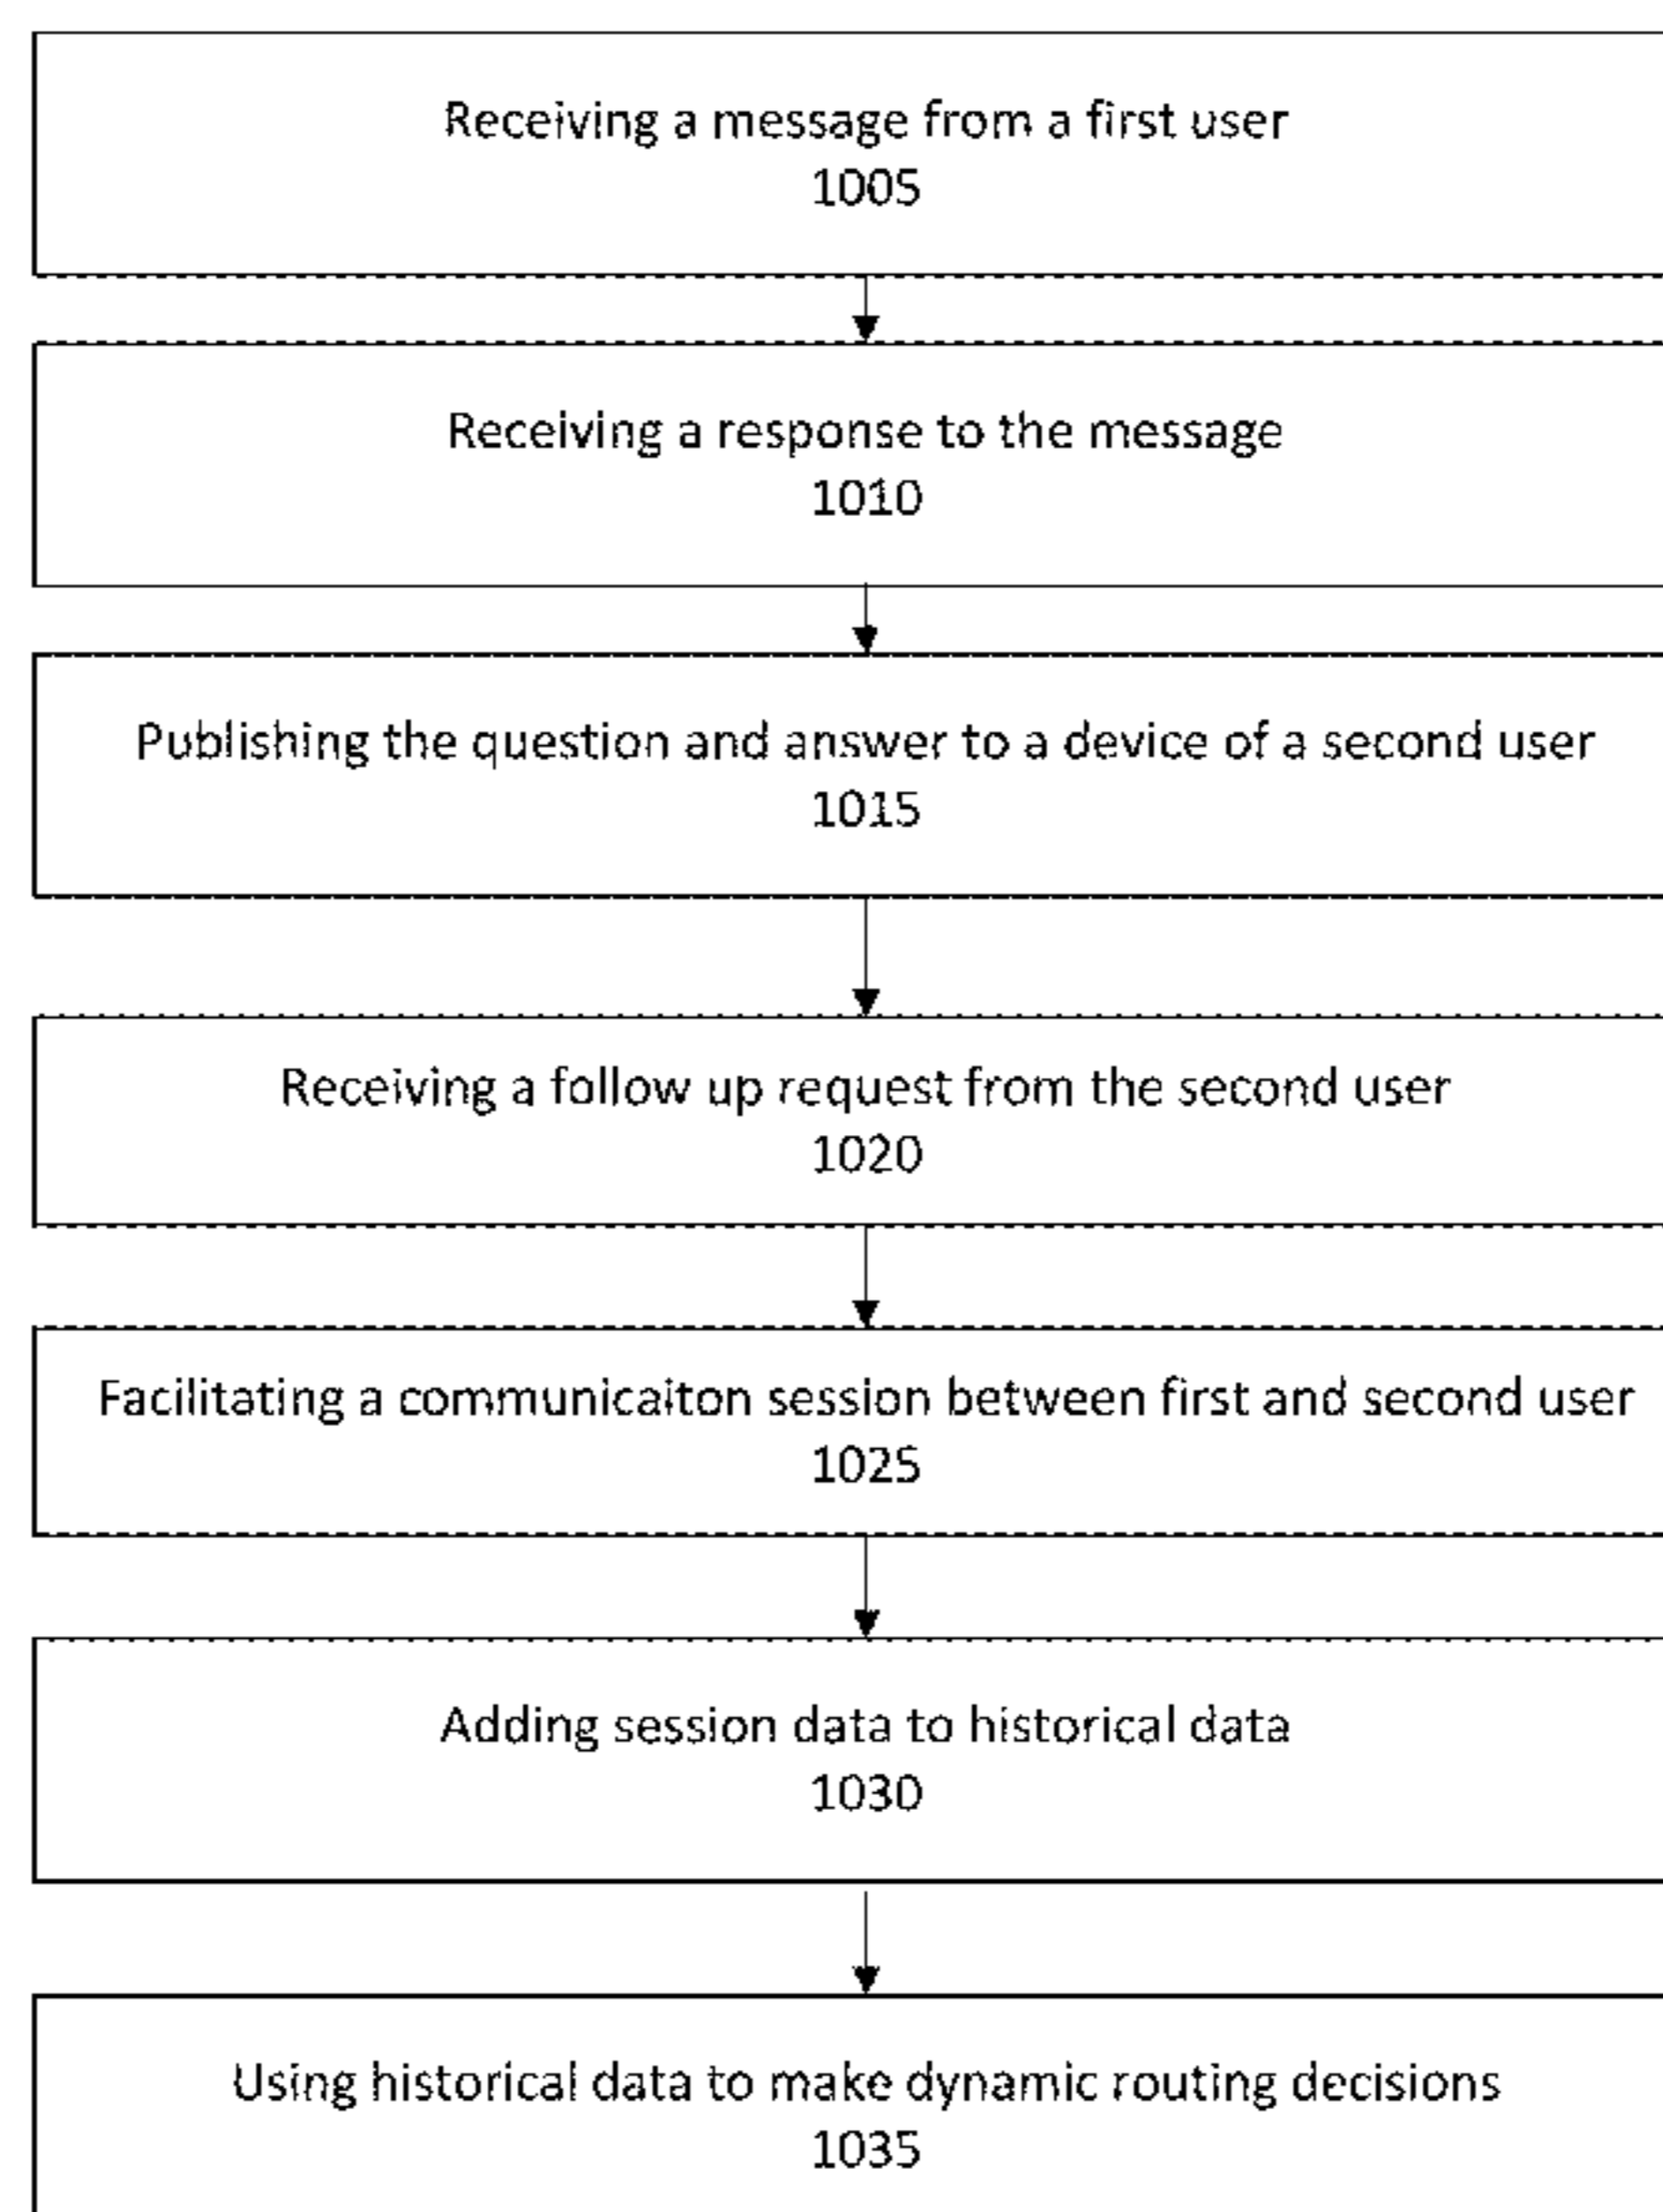 Receiving a message from a first user
1005
Receiving a response to the message
1010
Publishing the question and answer to a device of a second user
1015
Receiving a follow up request from the second user
1020
Facilitating a communicaiton session between first and second user
1025
Adding session data to historical data
1030
Using historical data to make dynamic routing decisions
1035